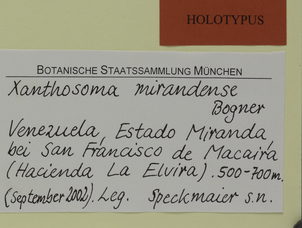 HOLOTYPUS
BOTANISCHE STAATSSAMMLUNG MÜNCHEN
Xanthosoma mirandense
Bogner
Venezuela, Estado Miranda,
bei San Francisco de Macaira
(Hacienda La Elvira). 500-700m.
(September 2002). Leg. Speckmaier s.n.